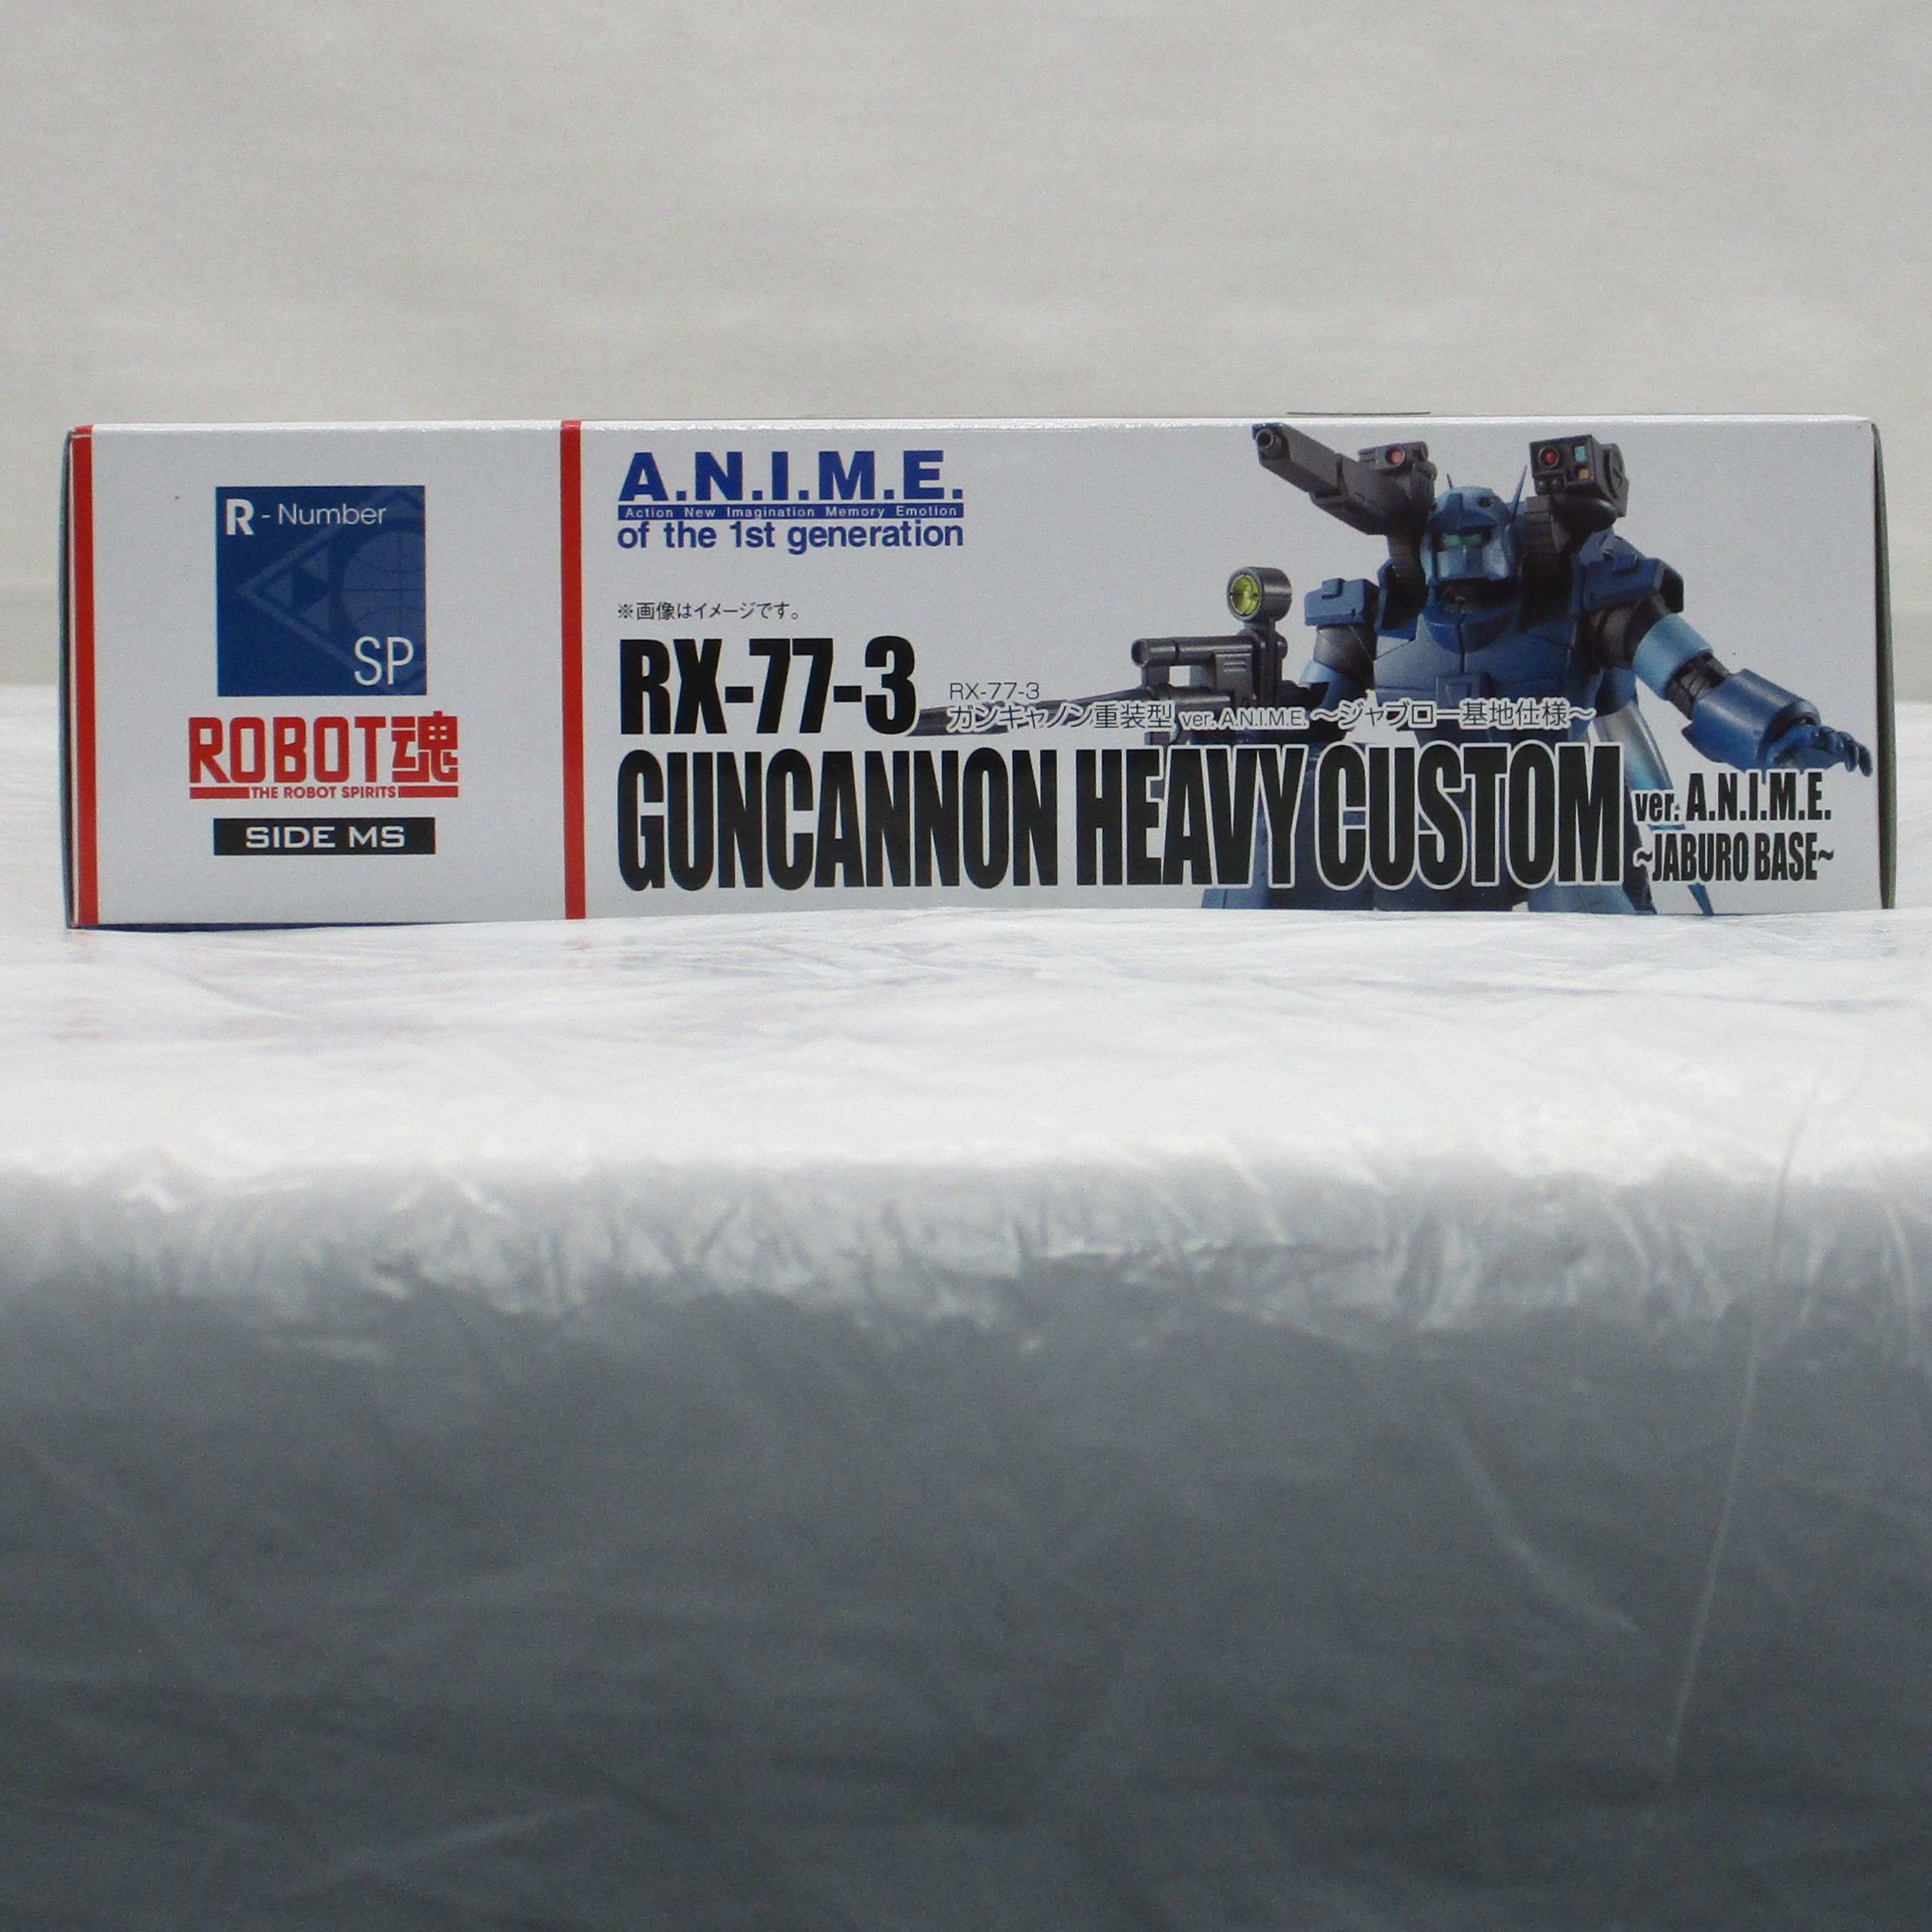 R - Number
SP
ROBOT魂
THE ROBOT SPIRITS
SIDE MS
A.N.I.M.E.
Action New Imagination Memory Emotion
of the 1st generation
※画像はイメージです。
RX-77-3
RX-77-3
ガンキャノン重装型 ver. A.N.I.M.E. ～ジャブロー基地仕様～
GUNCANNON HEAVY CUSTOM
ver. A.N.I.M.E.
~JABURO BASE~